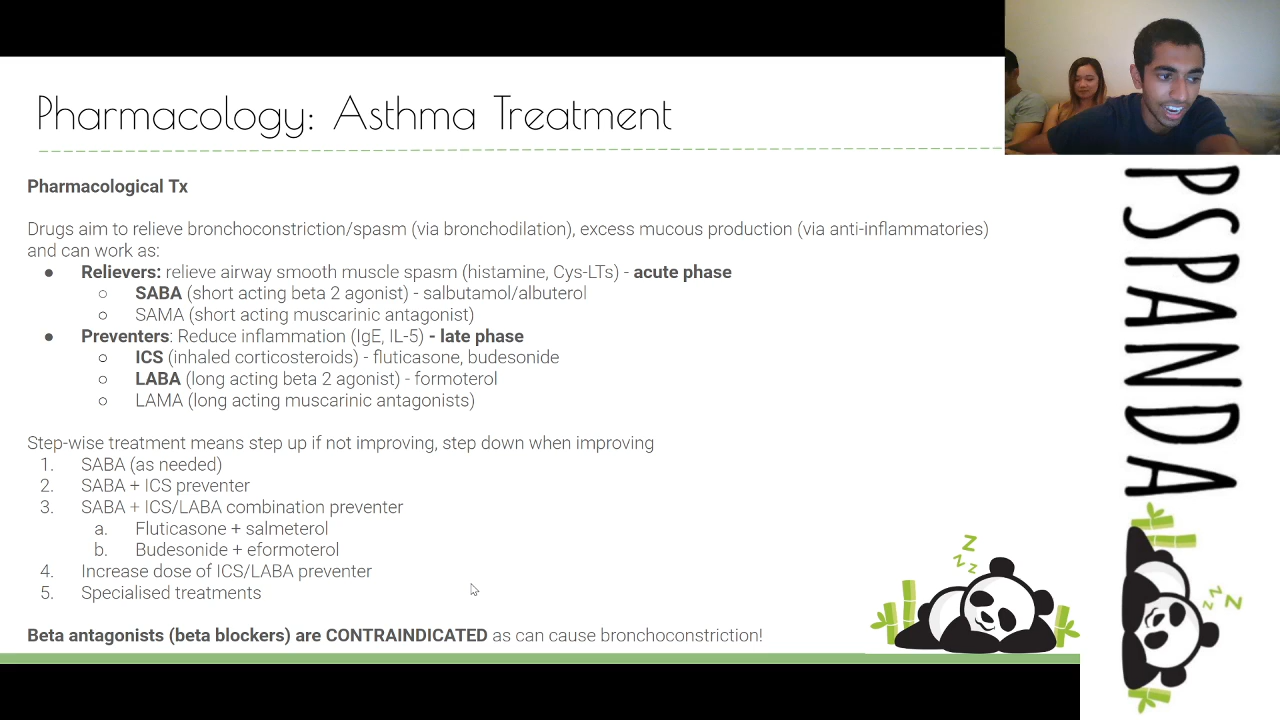 Pharmacology: Asthma Treatment
Pharmacological Tx
Drugs aim to relieve bronchoconstriction/spasm (via bronchodilation), excess mucous production (via anti-inflammatories)
and can work as:
● Relievers: relieve airway smooth muscle spasm (histamine, Cys-LTs) - acute phase
○ SABA (short acting beta 2 agonist) - salbutamol/albuterol
○ SAMA (short acting muscarinic antagonist)
● Preventers: Reduce inflammation (IgE, IL-5) - late phase
○ ICS (inhaled corticosteroids) - fluticasone, budesonide
○ LABA (long acting beta 2 agonist) - formoterol
○ LAMA (long acting muscarinic antagonists)
Step-wise treatment means step up if not improving, step down when improving
1. SABA (as needed)
2. SABA + ICS preventer
3. SABA + ICS/LABA combination preventer
a. Fluticasone + salmeterol
b. Budesonide + eformoterol
4. Increase dose of ICS/LABA preventer
5. Specialised treatments
Beta antagonists (beta blockers) are CONTRAINDICATED as can cause bronchoconstriction!
Z
Z Z
PSPANDA
Z Z Z